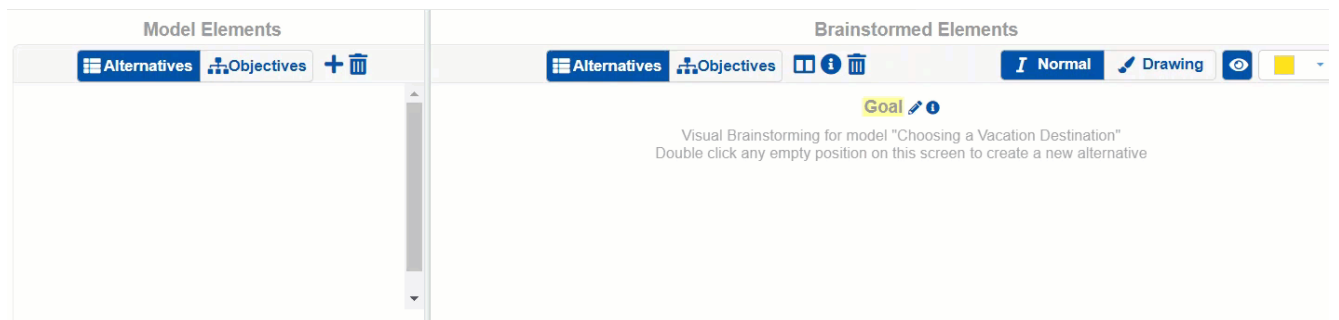 Model Elements
Brainstormed Elements
Alternatives Objectives
Alternatives Objectives
Normal Drawing
Goal
Visual Brainstorming for model "Choosing a Vacation Destination"
Double click any empty position on this screen to create a new alternative